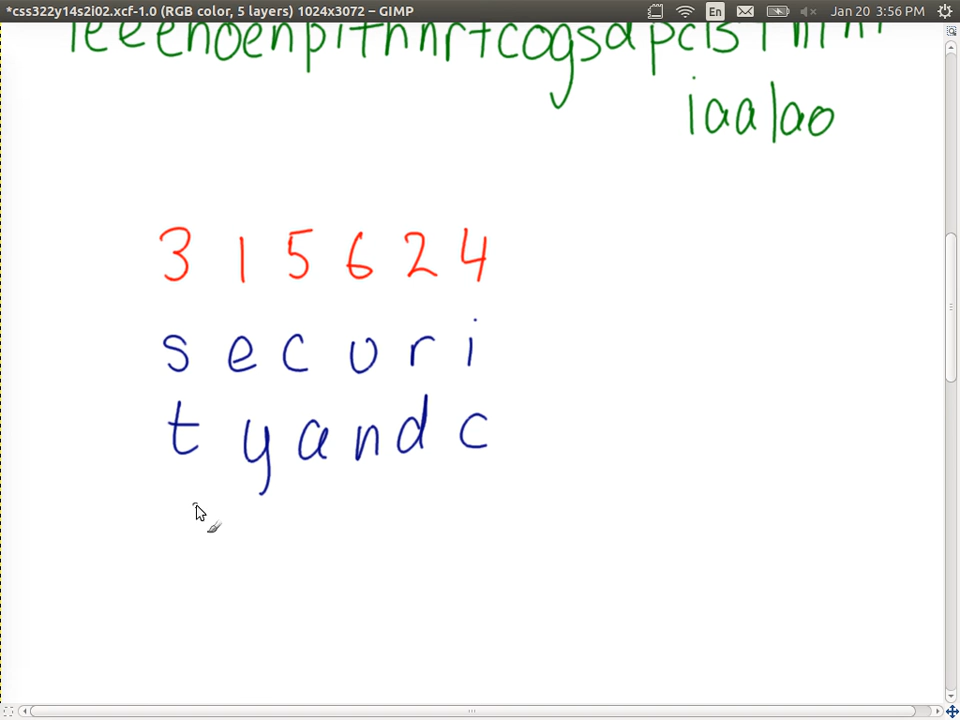 *css322y14s2i02.xcf-1.0 (RGB color, 5 layers) 1024x3072 – GIMP
En
Jan 20 3:56 PM
iaalao
3 1 5 6 2 4
s e c u r i
t y a n d c